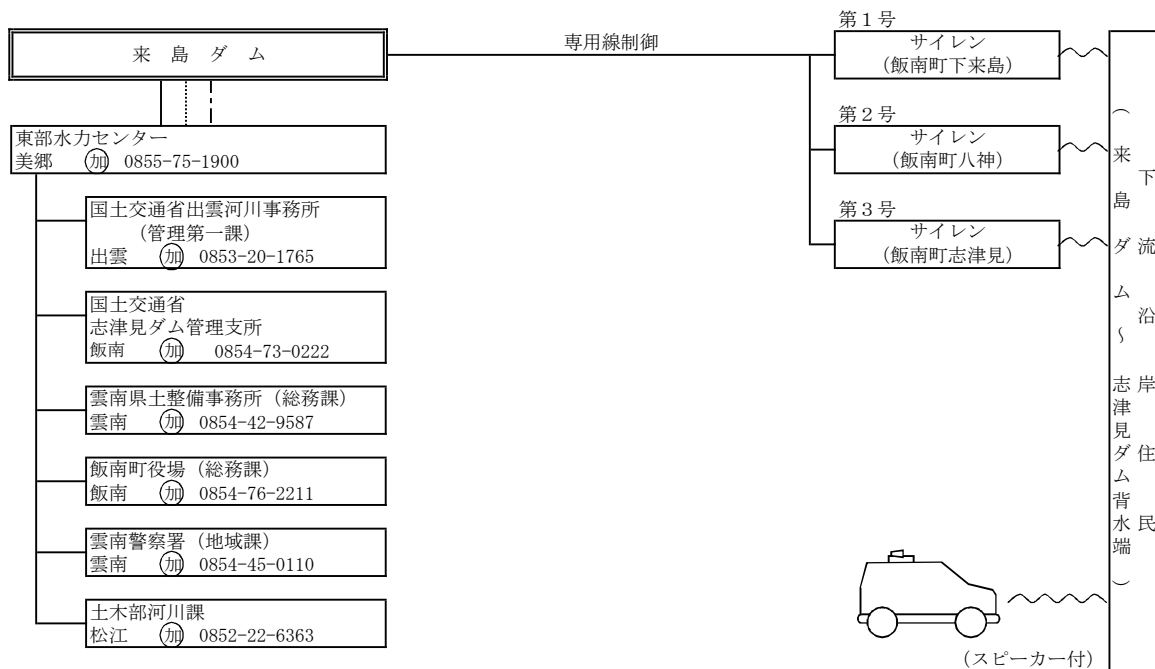 来島ダム
東部水力センター
美郷 加 0855-75-1900
国土交通省出雲河川事務所
(管理第一課)
出雲 加 0853-20-1765
国土交通省
志津見ダム管理支所
飯南 加 0854-73-0222
雲南県土整備事務所（総務課）
雲南 加 0854-42-9587
飯南町役場（総務課）
飯南 加 0854-76-2211
雲南警察署（地域課）
雲南 加 0854-45-0110
土木部河川課
松江 加 0852-22-6363
専用線制御
第1号
サイレン
(飯南町下来島)
第2号
サイレン
(飯南町八神)
第3号
サイレン
(飯南町志津見)
(スピーカー付)
下流沿岸住民
（来島ダム～志津見ダム背水端）